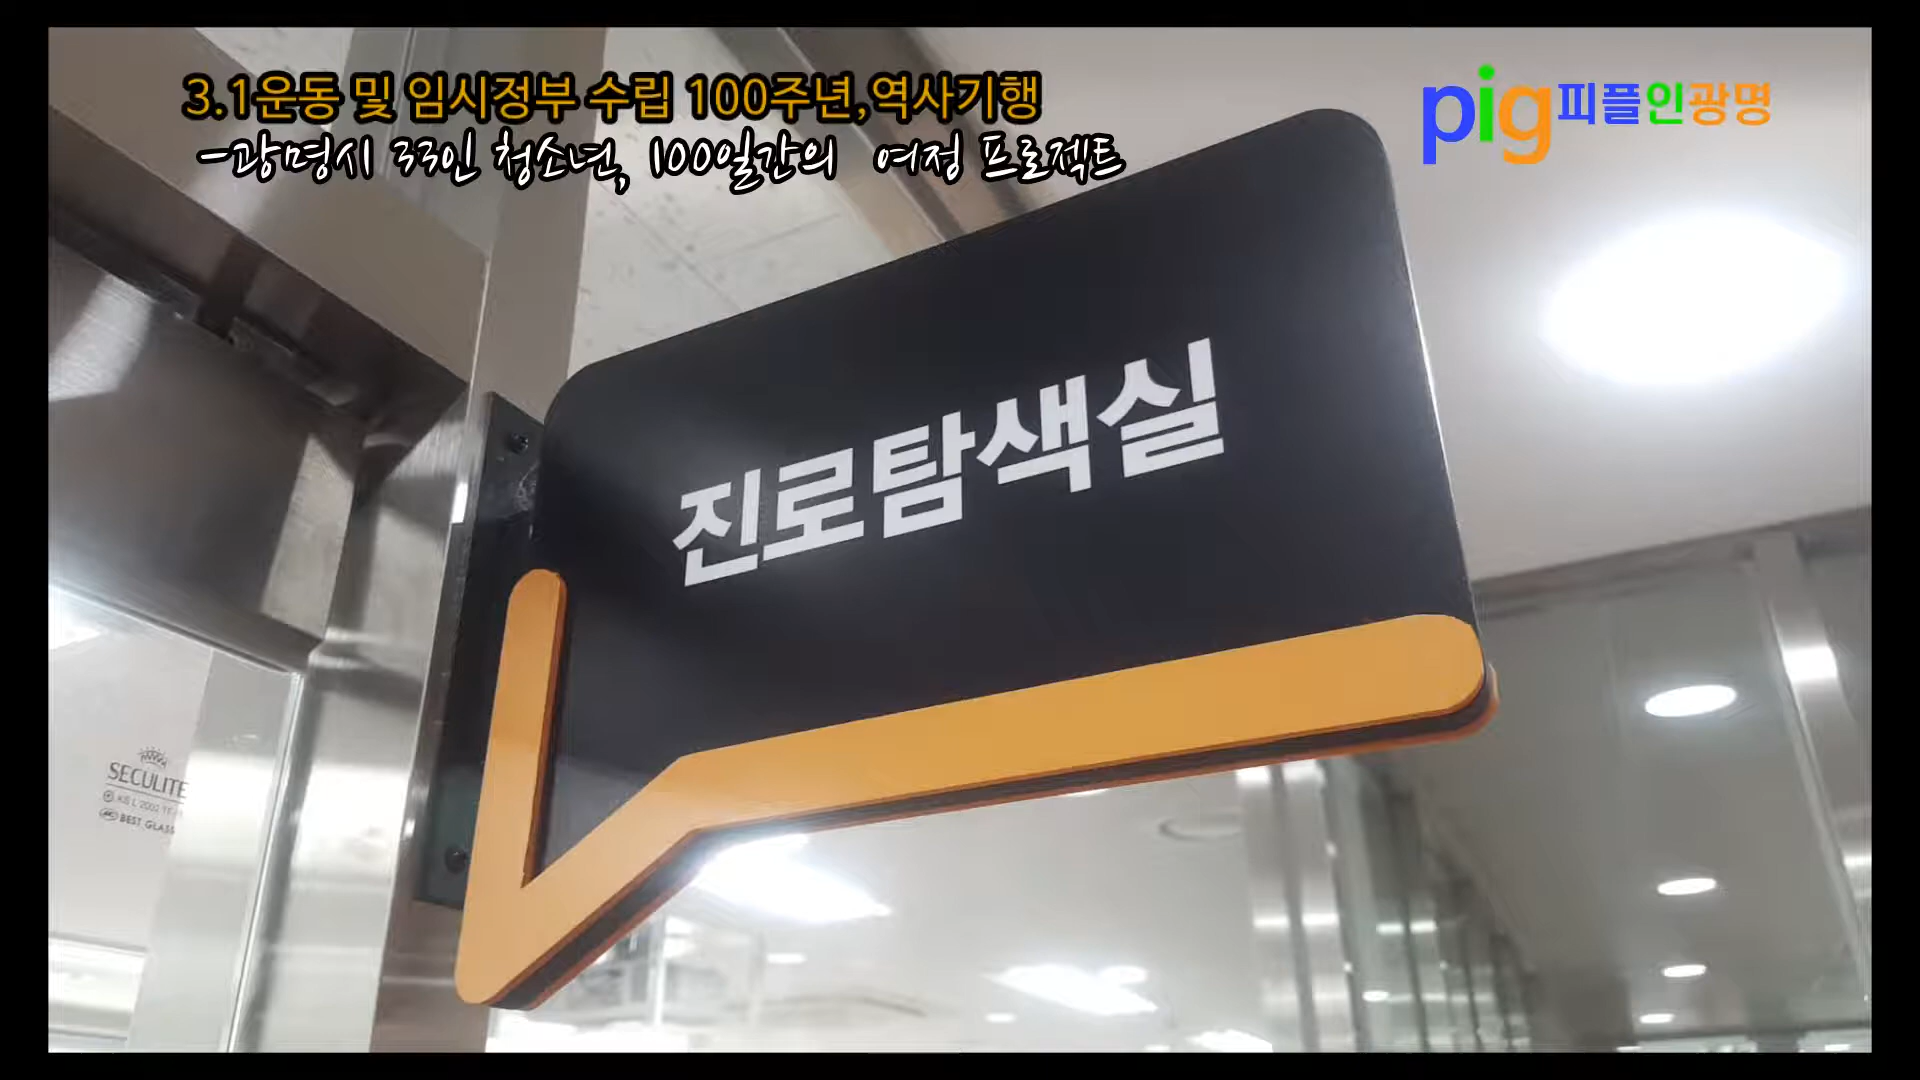 3.1운동 및 임시정부 수립 100주년,역사기행
-광명시 33인 청소년, 100일간의 여정 프로젝트
pig피플인광명
진로탐색실
SECULITE
KS L 2002
BEST GLASS